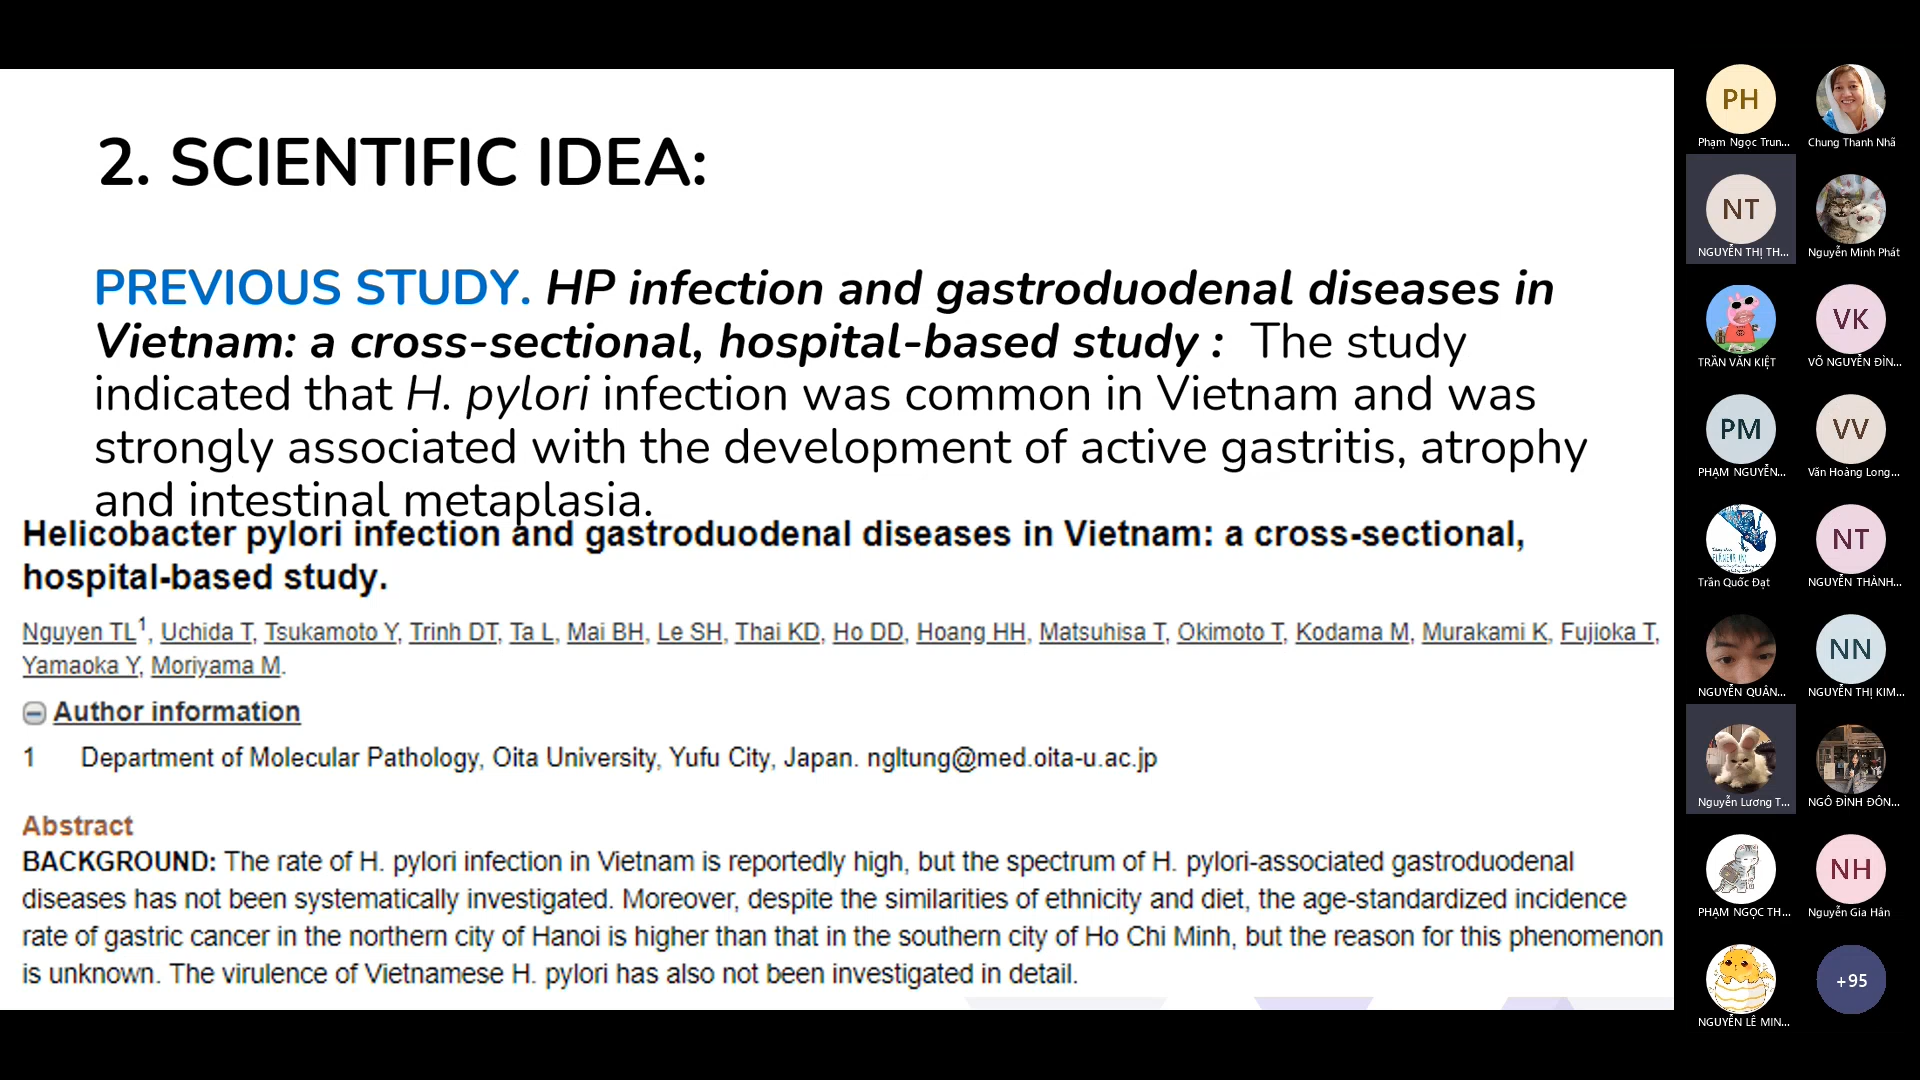 2. SCIENTIFIC IDEA:
PREVIOUS STUDY. HP infection and gastroduodenal diseases in
Vietnam: a cross-sectional, hospital-based study : The study
indicated that H. pylori infection was common in Vietnam and was
strongly associated with the development of active gastritis, atrophy
and intestinal metaplasia.
Helicobacter pylori infection and gastroduodenal diseases in Vietnam: a cross-sectional,
hospital-based study.
Nguyen TL1, Uchida T, Tsukamoto Y, Trinh DT, Ta L, Mai BH, Le SH, Thai KD, Ho DD, Hoang HH, Matsuhisa T, Okimoto T, Kodama M, Murakami K, Fujioka T,
Yamaoka Y, Moriyama M.
Author information
1 Department of Molecular Pathology, Oita University, Yufu City, Japan. ngltung@med.oita-u.ac.jp
Abstract
BACKGROUND: The rate of H. pylori infection in Vietnam is reportedly high, but the spectrum of H. pylori-associated gastroduodenal
diseases has not been systematically investigated. Moreover, despite the similarities of ethnicity and diet, the age-standardized incidence
rate of gastric cancer in the northern city of Hanoi is higher than that in the southern city of Ho Chi Minh, but the reason for this phenomenon
is unknown. The virulence of Vietnamese H. pylori has also not been investigated in detail.
PH
Phạm Ngọc Trun...
Chung Thanh Nhã
NT
NGUYỄN THỊ TH...
Nguyễn Minh Phát
TRẦN VĂN KIỆT
VK
VÕ NGUYỄN ĐÌN...
PM
PHẠM NGUYỄN...
VV
Văn Hoàng Long...
Trần Quốc Đạt
NT
NGUYỄN THÀNH...
NGUYỄN QUÂN...
NN
NGUYỄN THỊ KIM...
Nguyễn Lương T...
NGÔ ĐÌNH ĐÔN...
PHẠM NGỌC TH...
NH
Nguyễn Gia Hân
NGUYỄN LÊ MIN...
+95